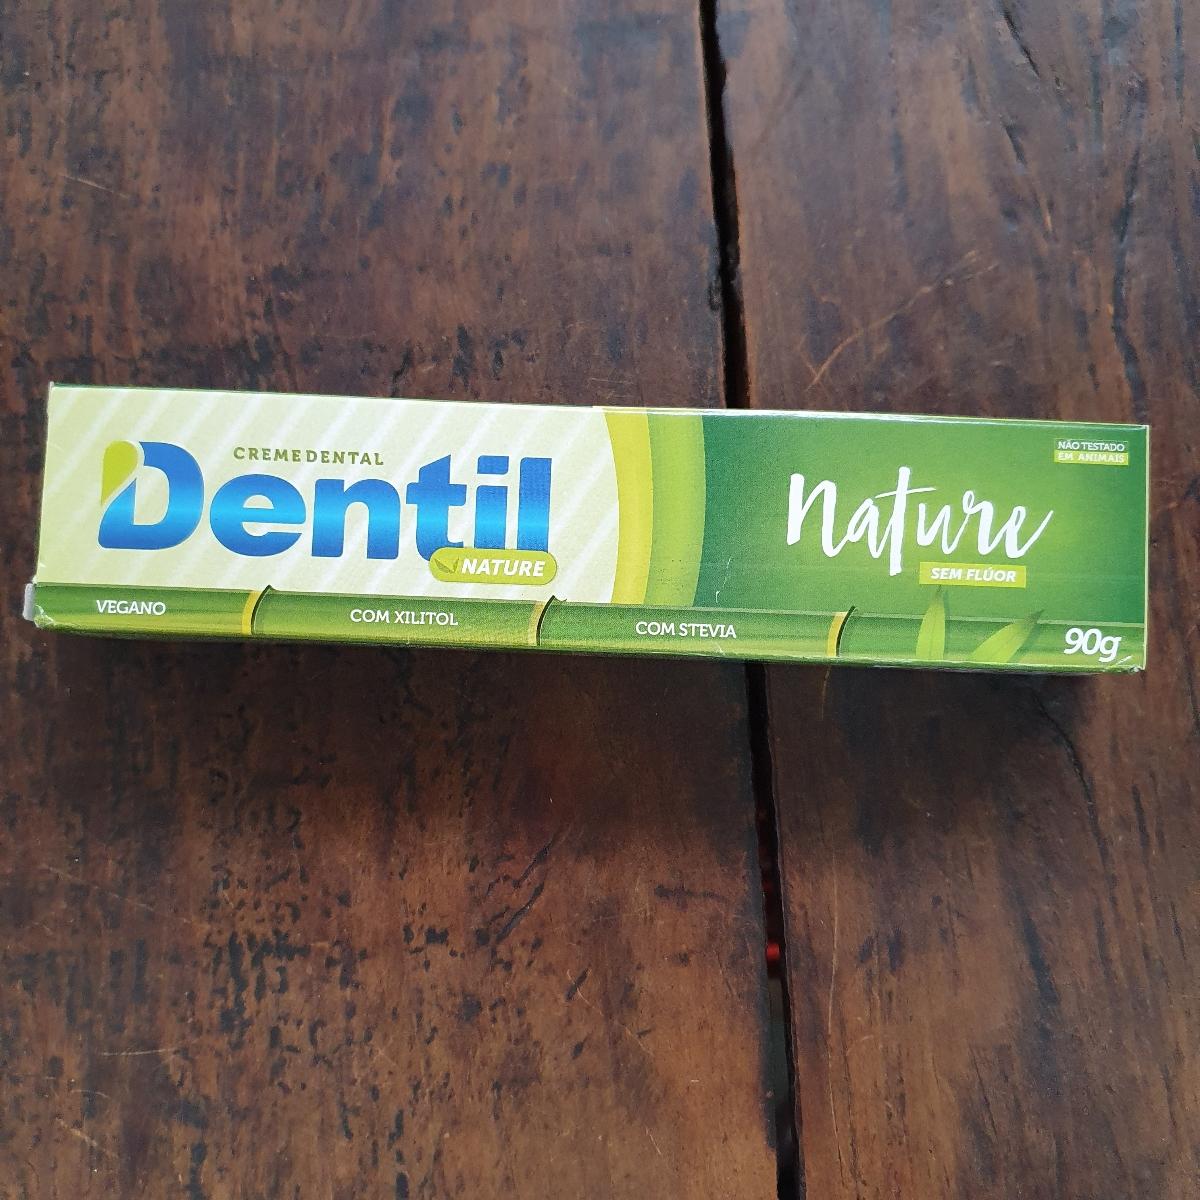 CREME DENTAL
Dentil
NATURE
Nature
SEM FLÚOR
NÃO TESTADO
EM ANIMAIS
VEGANO
COM XILITOL
COM STEVIA
90g